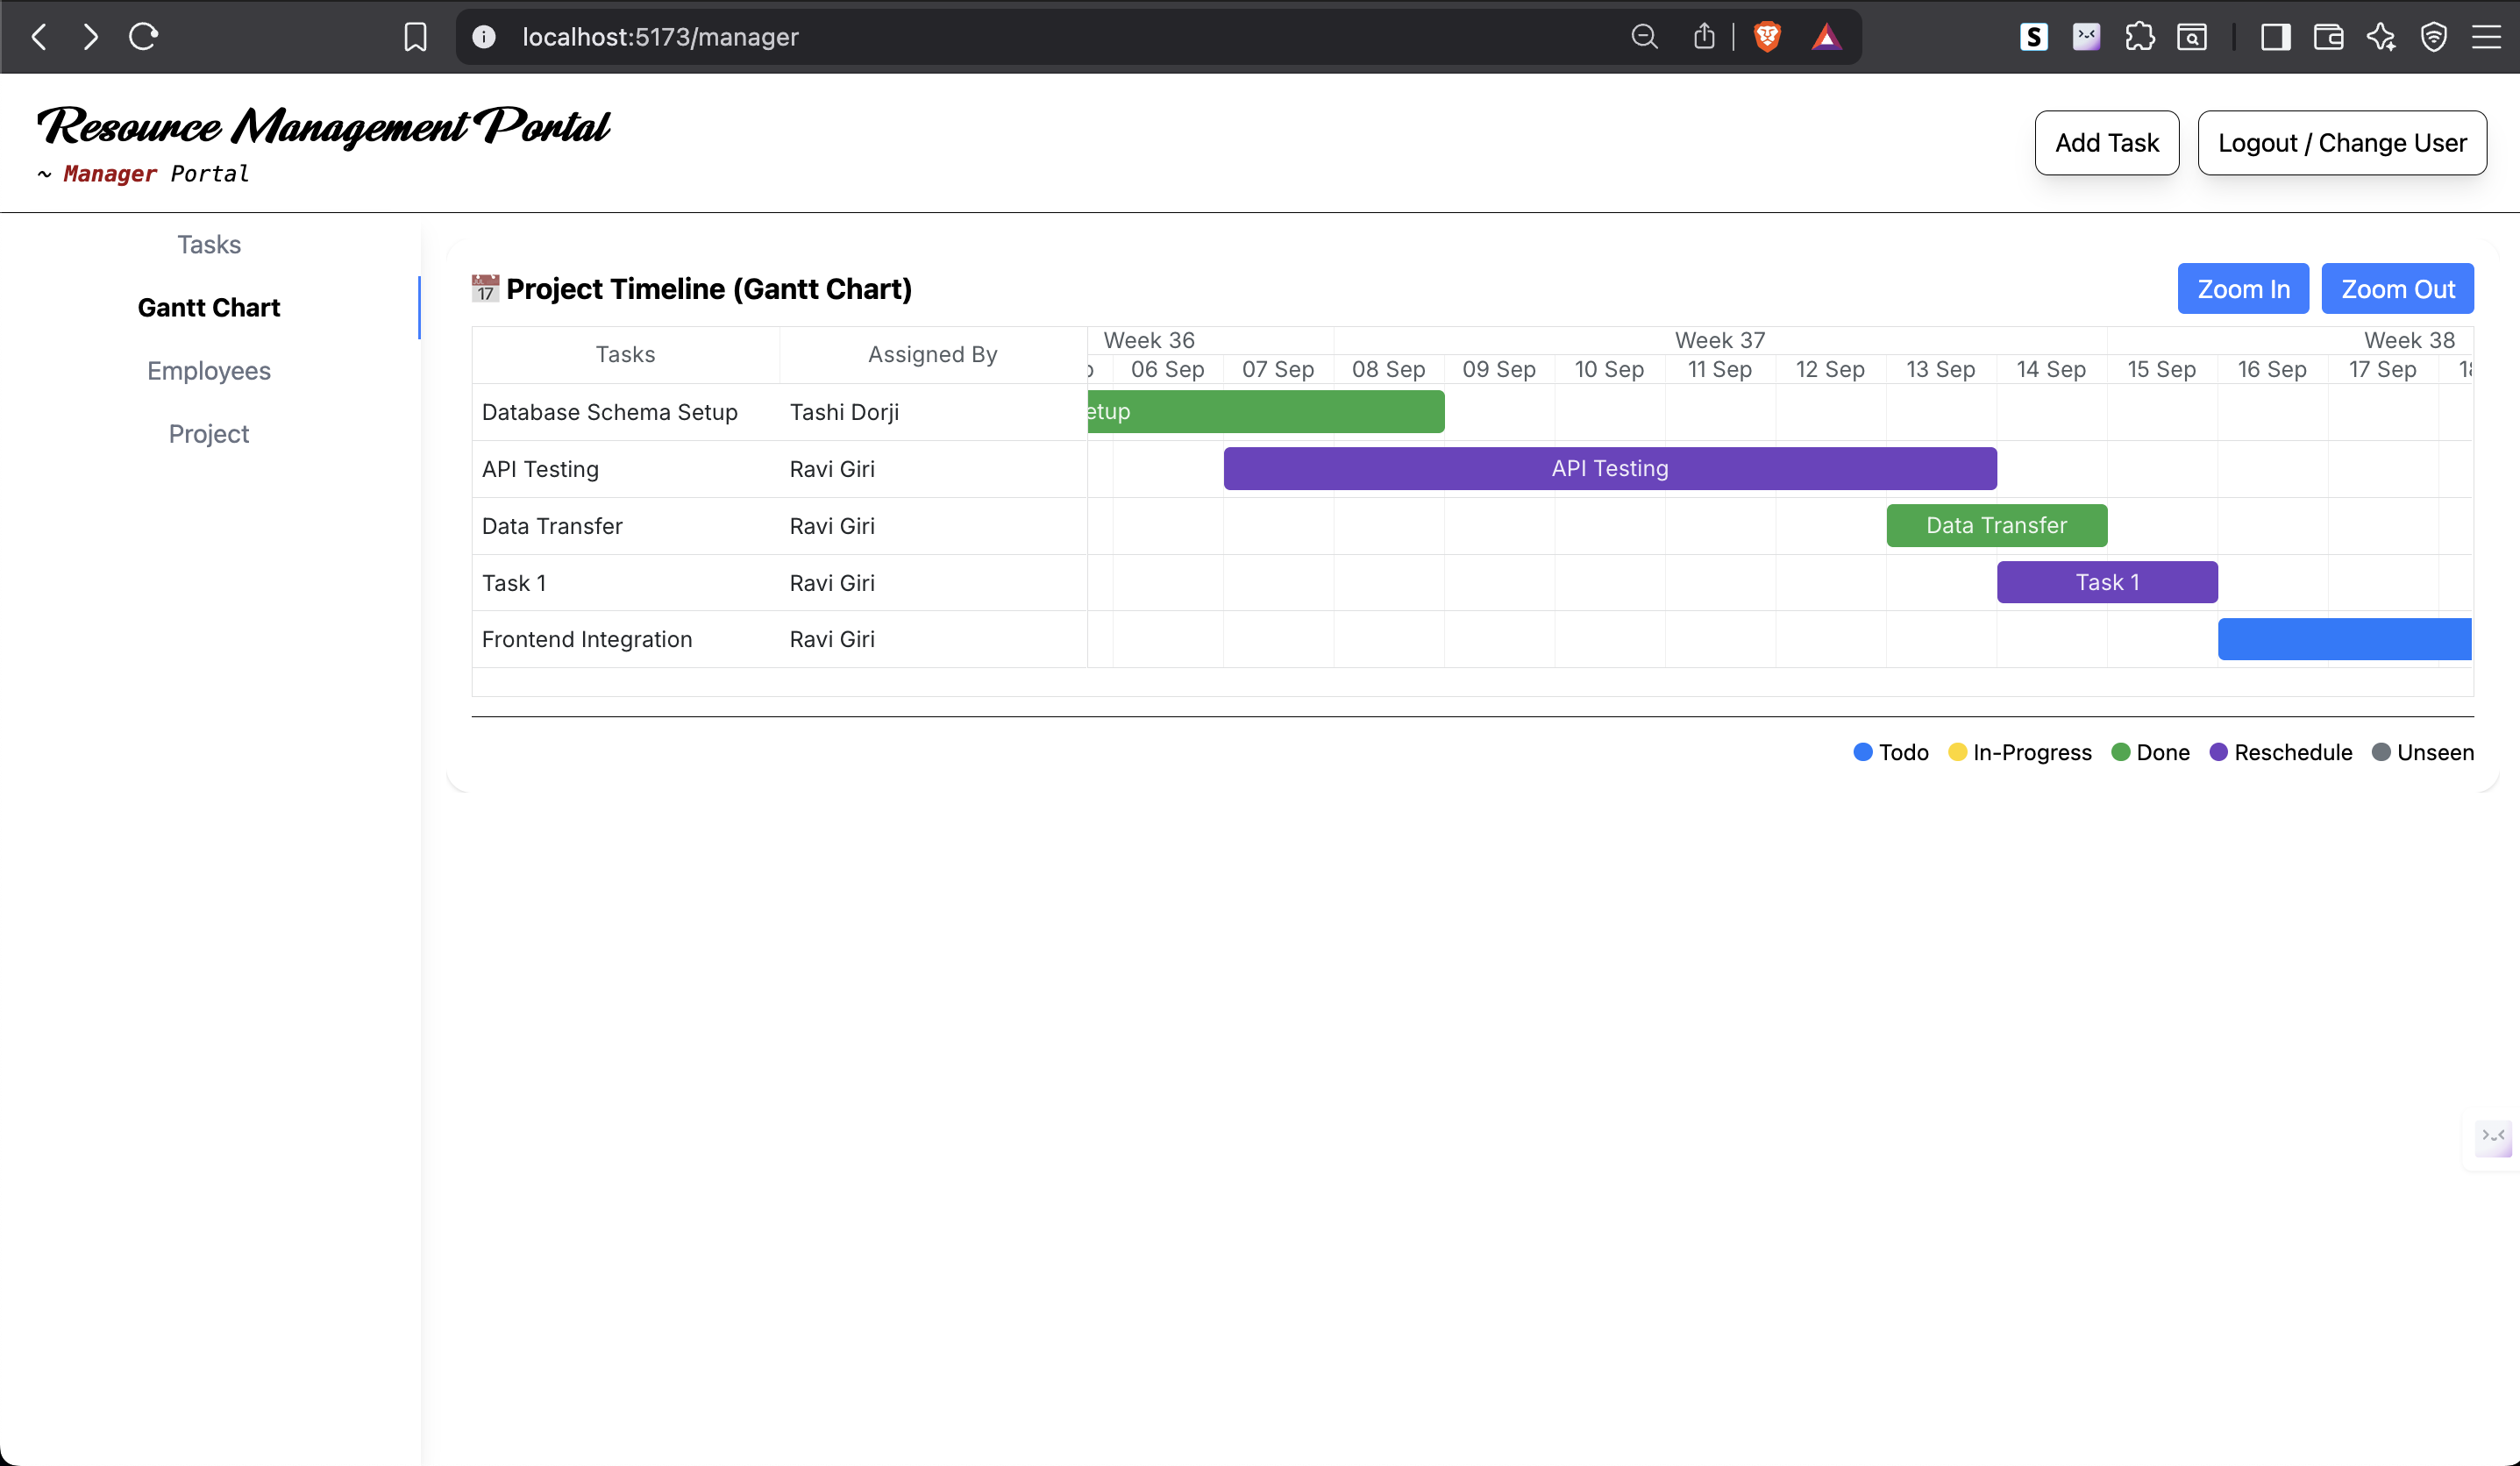 localhost:5173/manager
Resource Management Portal
~ Manager Portal
Add Task
Logout / Change User
Tasks
Gantt Chart
Employees
Project
17 Project Timeline (Gantt Chart)
Zoom In
Zoom Out
Tasks Assigned By
Week 36 Week 37 Week 38
06 Sep 07 Sep 08 Sep 09 Sep 10 Sep 11 Sep 12 Sep 13 Sep 14 Sep 15 Sep 16 Sep 17 Sep
Database Schema Setup Tashi Dorji etup
API Testing Ravi Giri API Testing
Data Transfer Ravi Giri Data Transfer
Task 1 Ravi Giri Task 1
Frontend Integration Ravi Giri
Todo In-Progress Done Reschedule Unseen